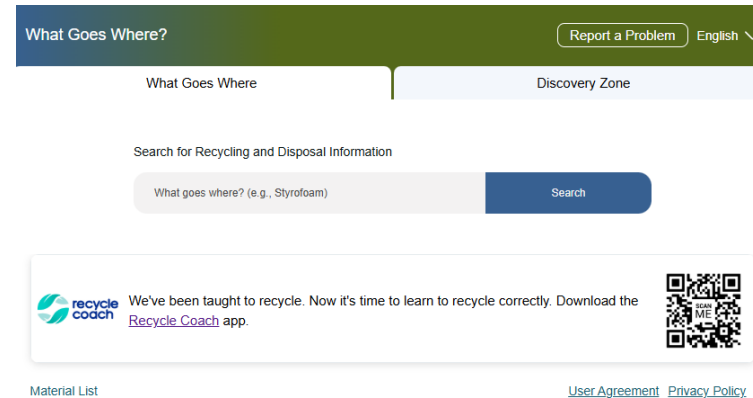 What Goes Where?
Report a Problem
English
What Goes Where
Discovery Zone
Search for Recycling and Disposal Information
What goes where? (e.g., Styrofoam)
Search
recycle
coach
We've been taught to recycle. Now it's time to learn to recycle correctly. Download the
Recycle Coach app.
SCAN
ME
Material List
User Agreement
Privacy Policy